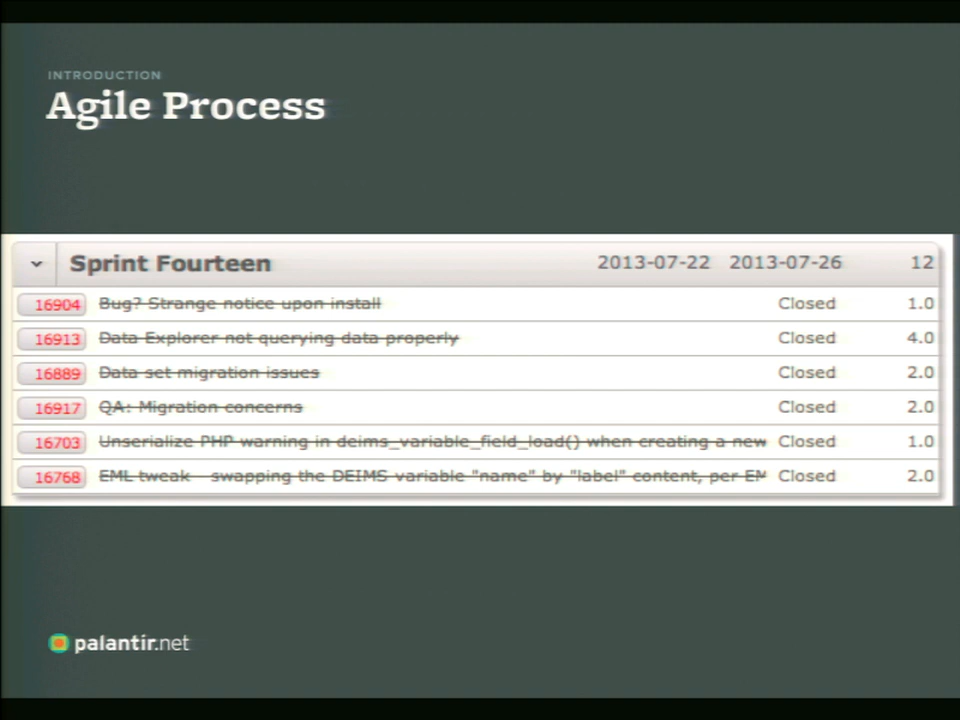 INTRODUCTION
Agile Process
Sprint Fourteen 2013-07-22 2013-07-26 12
16904 Bug? Strange notice upon install Closed 1.0
16913 Data Explorer not querying data properly Closed 4.0
16889 Data set migration issues Closed 2.0
16917 QA: Migration concerns Closed 2.0
16703 Unserialize PHP warning in deims_variable_field_load() when creating a new Closed 1.0
16768 EML tweak - swapping the DEIMS variable "name" by "label" content, per EM Closed 2.0
palantir.net